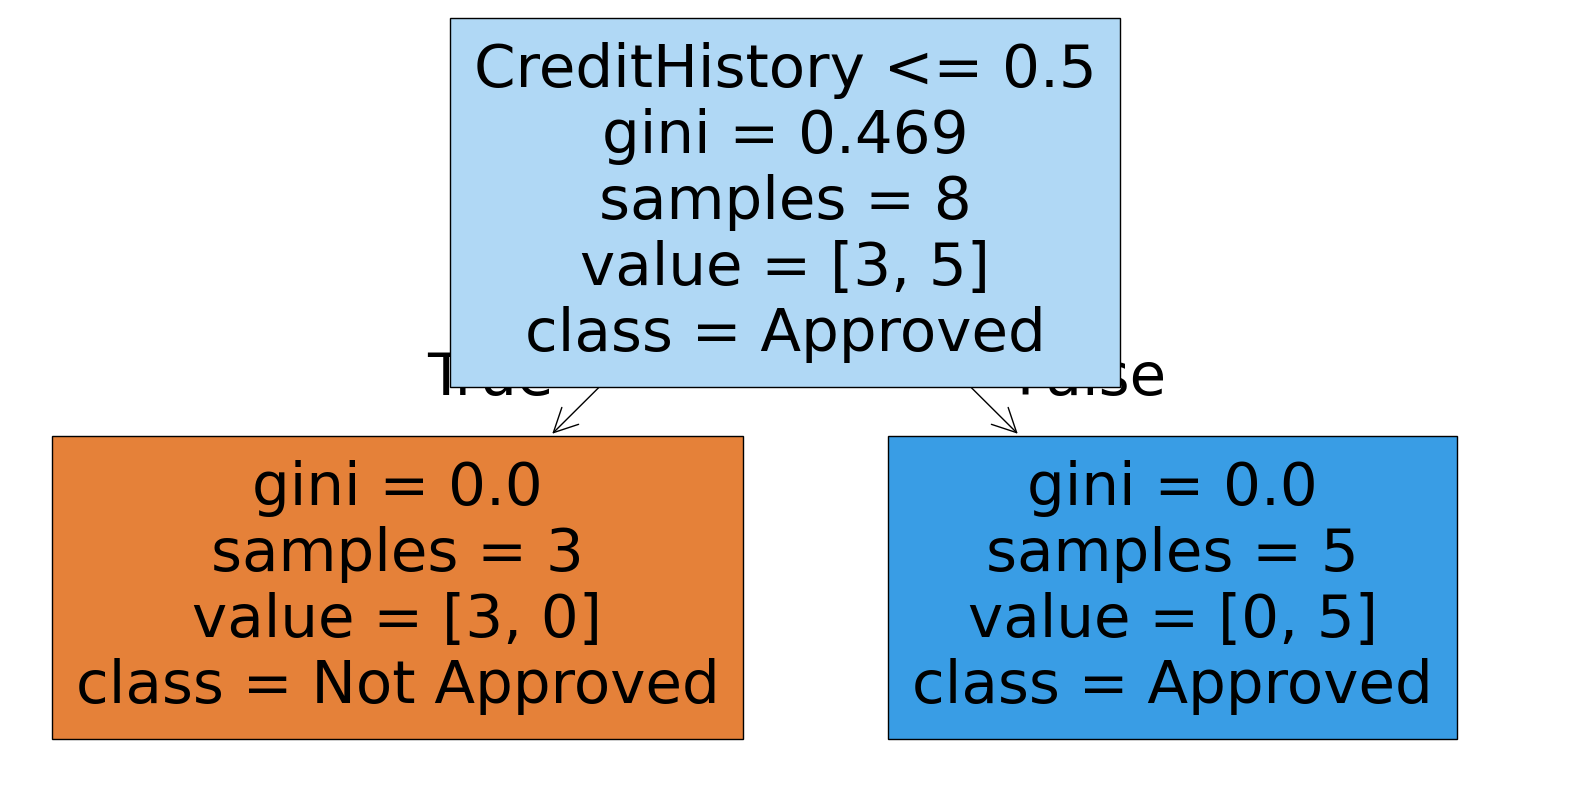 CreditHistory <= 0.5
gini = 0.469
samples = 8
value = [3, 5]
class = Approved
True
False
gini = 0.0
samples = 3
value = [3, 0]
class = Not Approved
gini = 0.0
samples = 5
value = [0, 5]
class = Approved